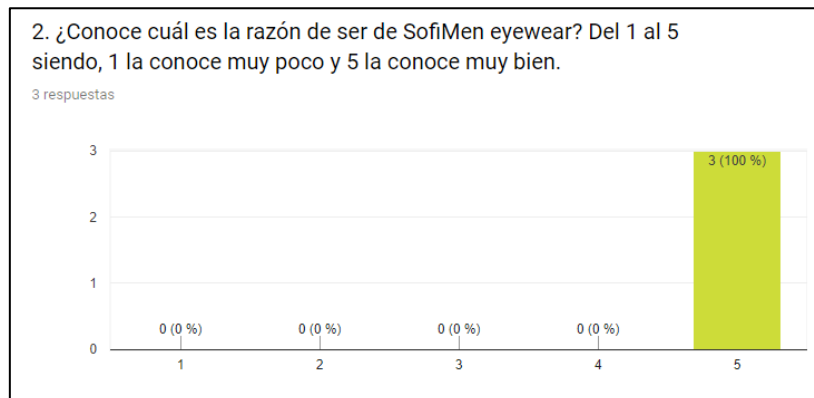 2. ¿Conoce cuál es la razón de ser de SofiMen eyewear? Del 1 al 5
siendo, 1 la conoce muy poco y 5 la conoce muy bien.
3 respuestas
3
3 (100 %)
2
1
0 (0 %) 0 (0 %) 0 (0 %) 0 (0 %)
0
1 2 3 4 5